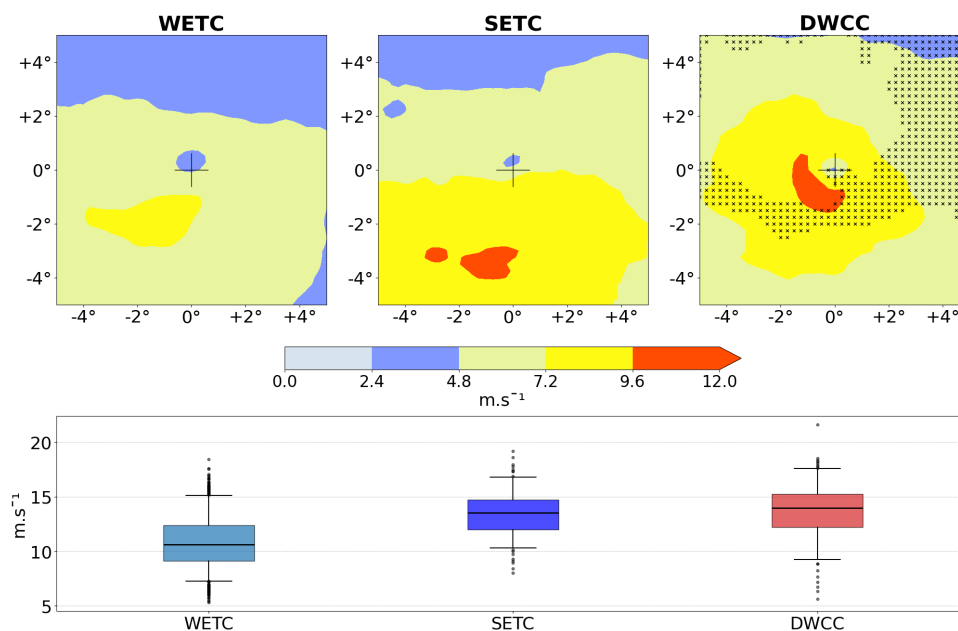 WETC SETC DWCC
+4° +4° +4°
+2° +2° +2°
0° 0° 0°
-2° -2° -2°
-4° -4° -4°
-4° -2° 0° +2° +4° -4° -2° 0° +2° +4° -4° -2° 0° +2° +4°
0.0 2.4 4.8 7.2 9.6 12.0
m.s⁻¹
20
15
10
5
m.s⁻¹
WETC SETC DWCC